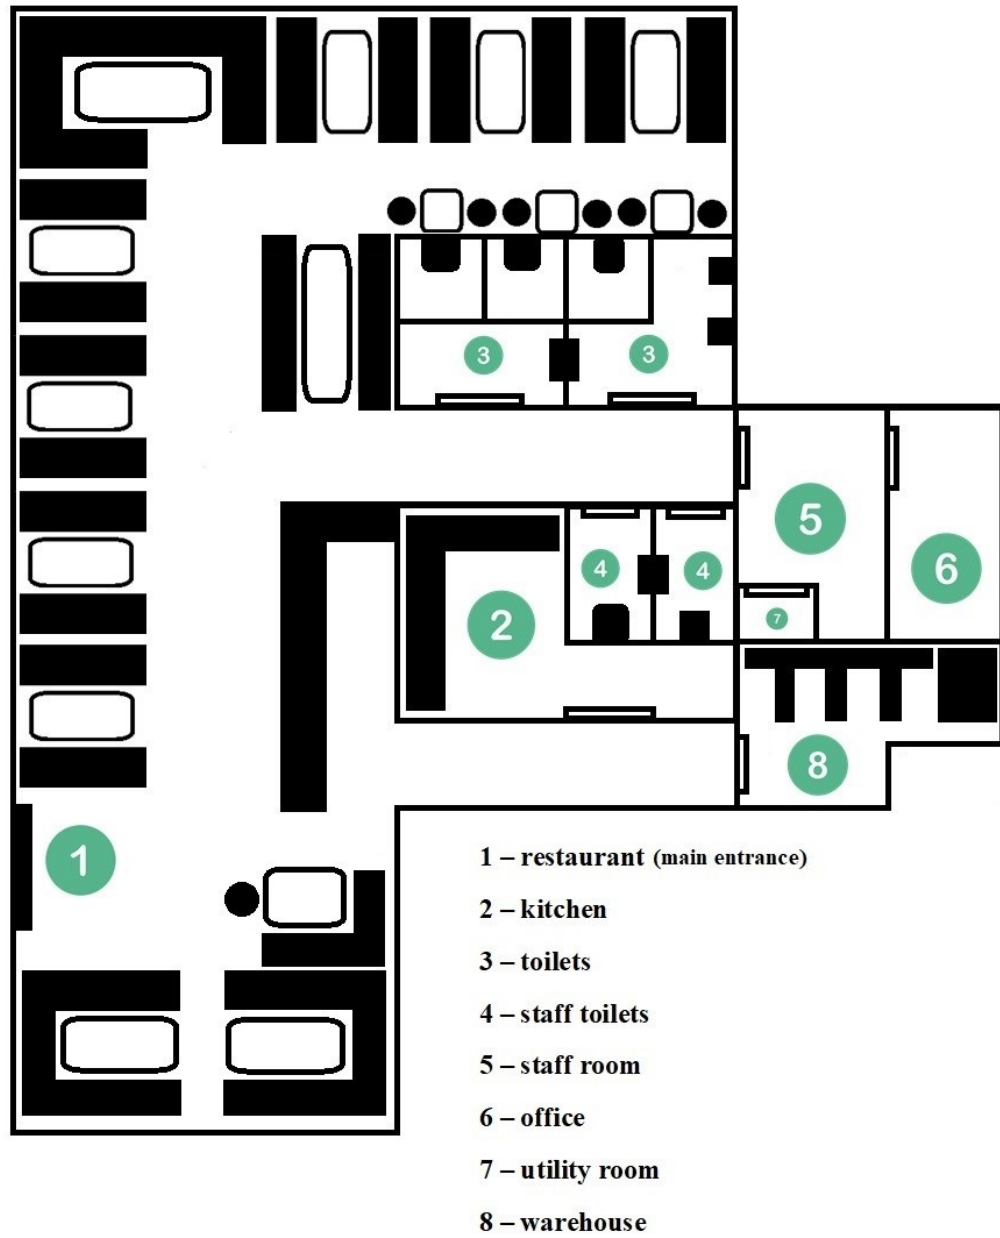 3
3
5
6
4
4
2
7
8
1
1 – restaurant (main entrance)
2 – kitchen
3 – toilets
4 – staff toilets
5 – staff room
6 – office
7 – utility room
8 – warehouse